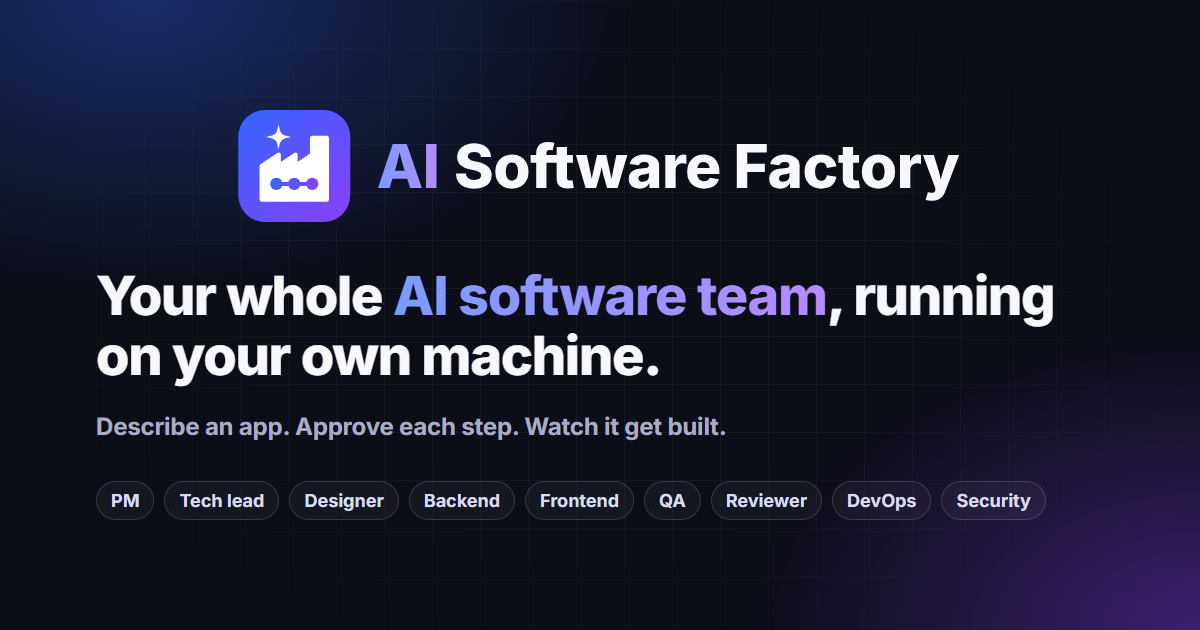 AI Software Factory
Your whole AI software team, running
on your own machine.
Describe an app. Approve each step. Watch it get built.
PM Tech lead Designer Backend Frontend QA Reviewer DevOps Security